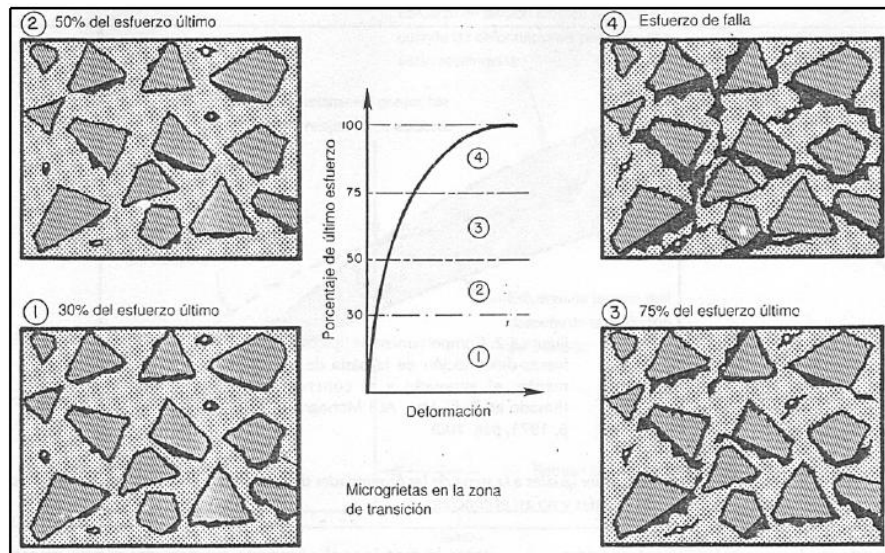 2 50% del esfuerzo último
4 Esfuerzo de falla
Porcentaje de último esfuerzo
100
75
50
30
4
3
2
1
Deformación
1 30% del esfuerzo último
3 75% del esfuerzo último
Microgrietas en la zona
de transición